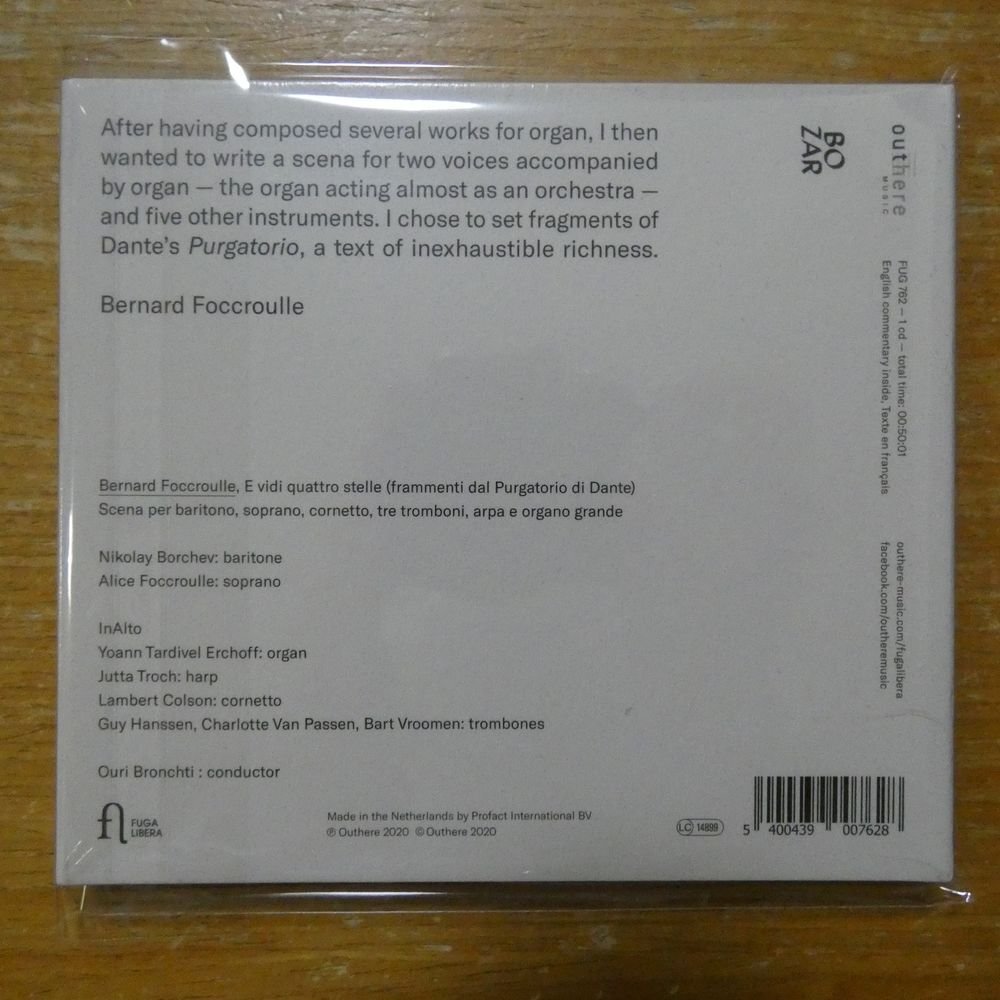 After having composed several works for organ, I then
wanted to write a scena for two voices accompanied
by organ — the organ acting almost as an orchestra —
and five other instruments. I chose to set fragments of
Dante's Purgatorio, a text of inexhaustible richness.
Bernard Foccroulle
Bernard Foccroulle, E vidi quattro stelle (frammenti dal Purgatorio di Dante)
Scena per baritono, soprano, cornetto, tre tromboni, arpa e organo grande
Nikolay Borchev: baritone
Alice Foccroulle: soprano
InAlto
Yoann Tardivel Erchoff: organ
Jutta Troch: harp
Lambert Colson: cornetto
Guy Hanssen, Charlotte Van Passen, Bart Vroomen: trombones
Ouri Bronchti : conductor
fl FUGA
LIBERA
Made in the Netherlands by Profact International BV
℗ Outhere 2020 © Outhere 2020
LC 14899
5 400439 007628
BO
ZAR
outhere
MUSIC
FUG 762 — 1 cd — total time: 00:50:01
English commentary inside, Texte en français
outhere-music.com/fugalibera
facebook.com/outheremusic